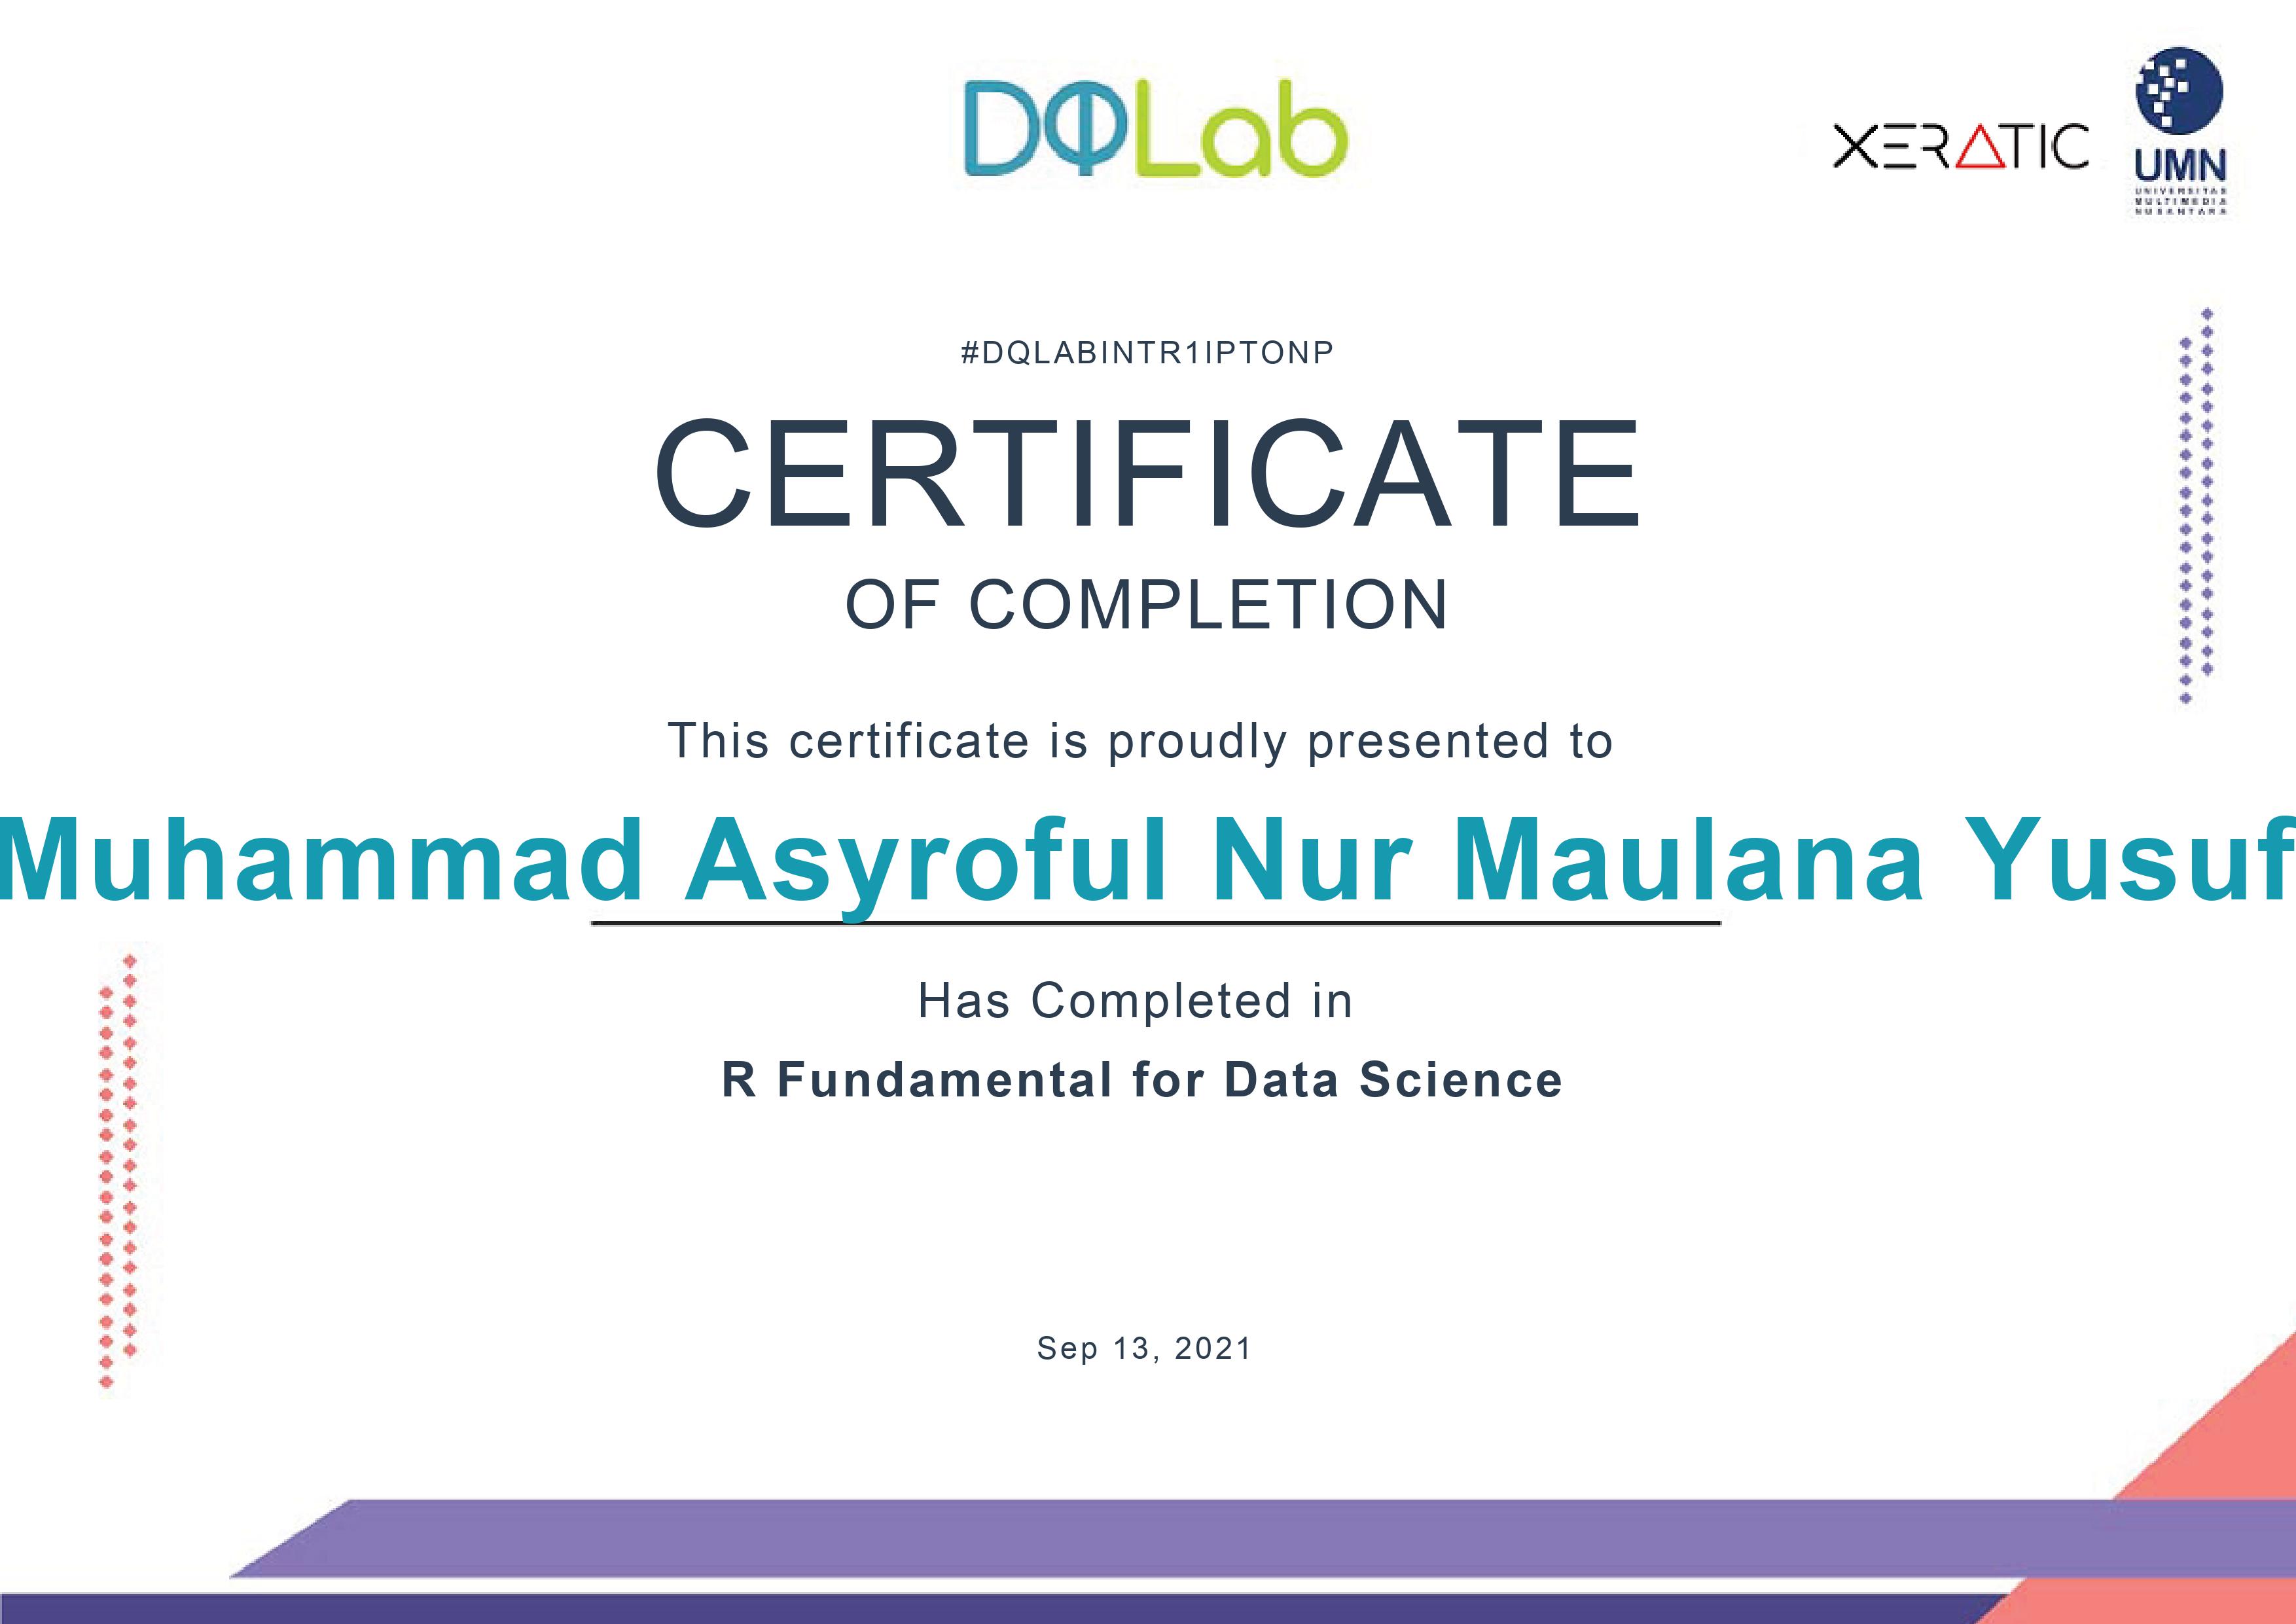 DQLab
XERATIC
UMN
UNIVERSITAS
MULTIMEDIA
NUSANTARA
#DQLABINTR1IPTONP
CERTIFICATE
OF COMPLETION
This certificate is proudly presented to
Muhammad Asyroful Nur Maulana Yusuf
Has Completed in
R Fundamental for Data Science
Sep 13, 2021